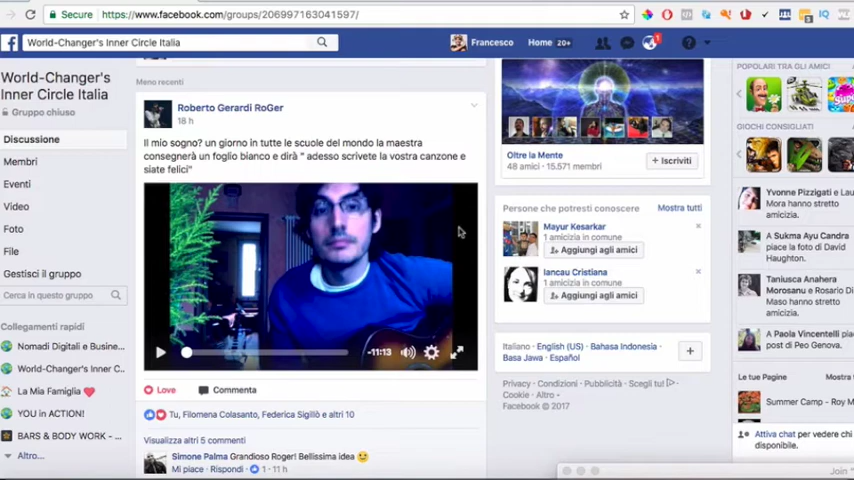 Secure
https://www.facebook.com/groups/206997163041597/
World-Changer's Inner Circle Italia
Francesco
Home 20+
1
World-Changer's
Inner Circle Italia
Gruppo chiuso
Discussione
Membri
Eventi
Video
Foto
File
Gestisci il gruppo
Cerca in questo gruppo
Collegamenti rapidi
Nomadi Digitali e Busine...
World-Changer's Inner C...
La Mia Famiglia
YOU in ACTION!
BARS & BODY WORK - ...
Altro...
Meno recenti
Roberto Gerardi RoGer
18 h
Il mio sogno? un giorno in tutte le scuole del mondo la maestra
consegnerà un foglio bianco e dirà " adesso scrivete la vostra canzone e
siate felici"
-11:13
Love
Commenta
Tu, Filomena Colasanto, Federica Sigillò e altri 10
Visualizza altri 5 commenti
Simone Palma Grandioso Roger! Bellissima idea
Mi piace · Rispondi · 1 · 11 h
Oltre la Mente
48 amici · 15.571 membri
+ Iscriviti
Persone che potresti conoscere
Mostra tutti
Mayur Kesarkar
1 amicizia in comune
Aggiungi agli amici
Iancau Cristiana
1 amicizia in comune
Aggiungi agli amici
Italiano · English (US) · Bahasa Indonesia ·
Basa Jawa · Español
Privacy · Condizioni · Pubblicità · Scegli tu! ·
Cookie · Altro ·
Facebook © 2017
POPOLARI TRA GLI AMICI
GIOCHI CONSIGLIATI
Yvonne Pizzigati e Lau
Mora hanno stretto
amicizia.
A Sukma Ayu Candra
piace la foto di David
Haughton.
Taniusca Anahera
Morosanu e Rosario Di
Maso hanno stretto
amicizia.
A Paola Vincentelli pia
post di Peo Genova.
Le tue Pagine
Mostra t
Summer Camp - Roy M
Attiva chat per vedere chi
disponibile.
Join "